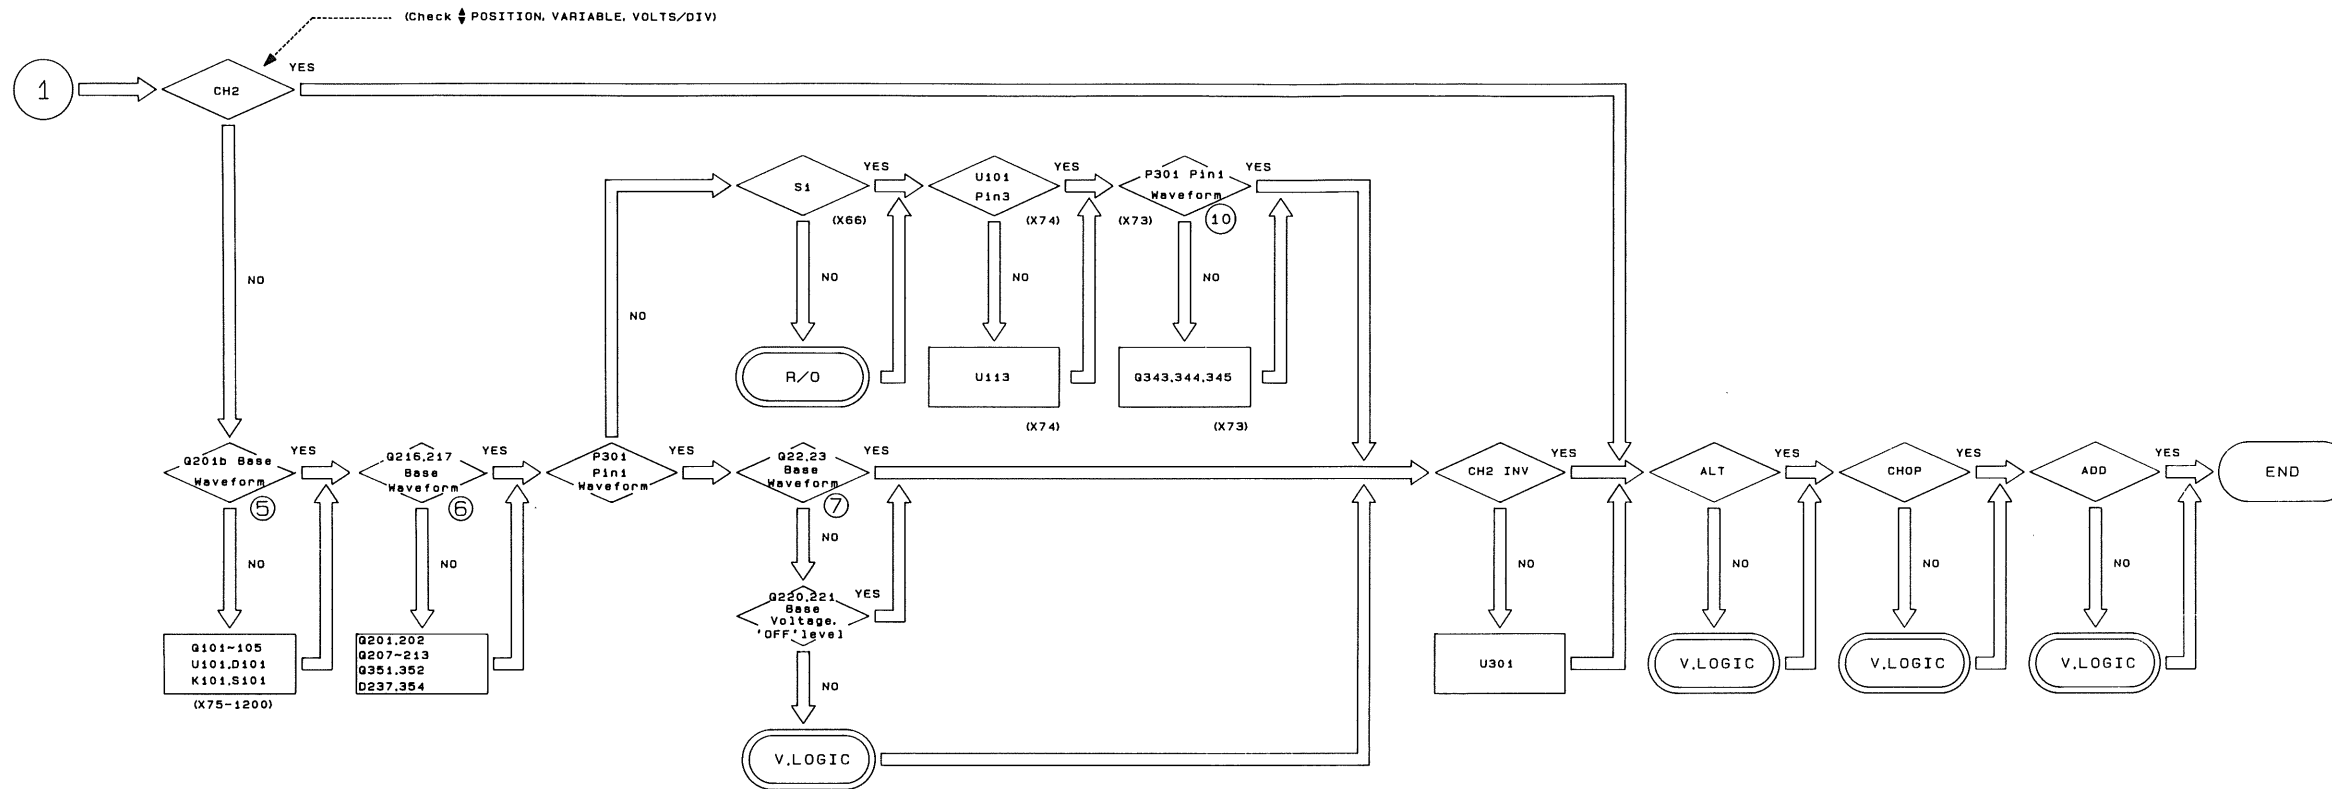 (Check ▲▼ POSITION, VARIABLE, VOLTS/DIV)
1
CH2
YES
NO
S1
YES
(X66)
NO
R/O
U101
Pin3
YES
(X74)
NO
U113
(X74)
P301 Pin1
Waveform
10
YES
(X73)
NO
Q343,344,345
(X73)
NO
Q201b Base
Waveform
5
YES
NO
Q101~105
U101,D101
K101,S101
(X75-1200)
Q216,217
Base
Waveform
6
YES
NO
Q201,202
Q207~213
Q351,352
D237,354
P301
Pin1
Waveform
YES
Q22,23
Base
Waveform
7
YES
NO
Q220,221
Base
Voltage,
'OFF'level
YES
NO
V.LOGIC
CH2 INV
YES
NO
U301
ALT
YES
NO
V.LOGIC
CHOP
YES
NO
V.LOGIC
ADD
YES
NO
V.LOGIC
END